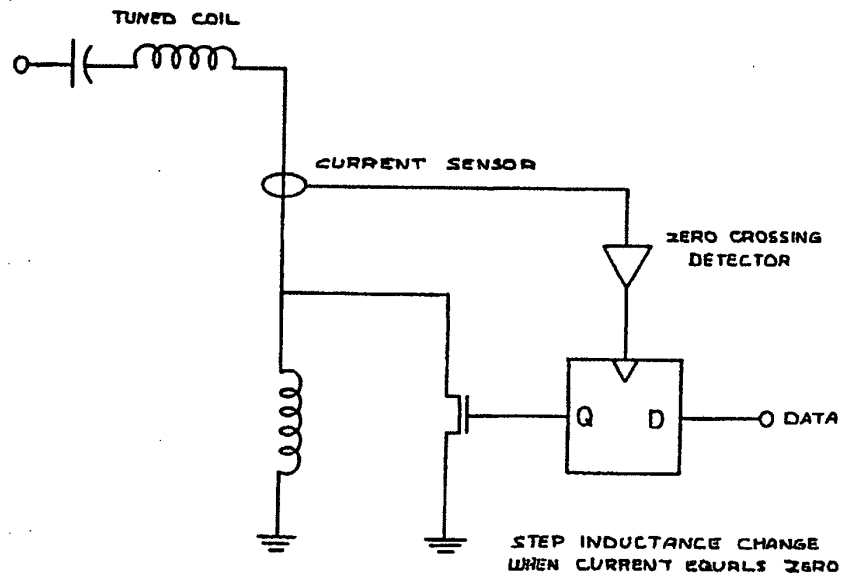 TUNED COIL
CURRENT SENSOR
ZERO CROSSING
DETECTOR
Q D
DATA
STEP INDUCTANCE CHANGE
WHEN CURRENT EQUALS ZERO